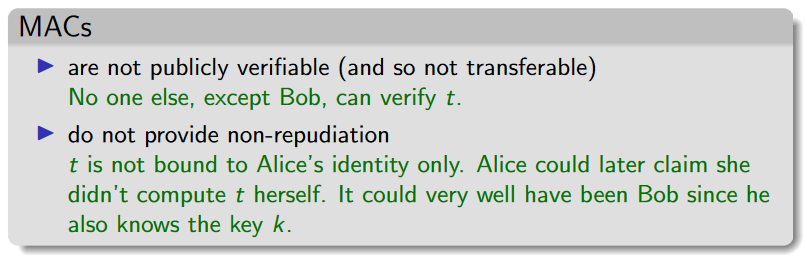 MACs
are not publicly verifiable (and so not transferable)
No one else, except Bob, can verify t.
do not provide non-repudiation
t is not bound to Alice's identity only. Alice could later claim she
didn't compute t herself. It could very well have been Bob since he
also knows the key k.